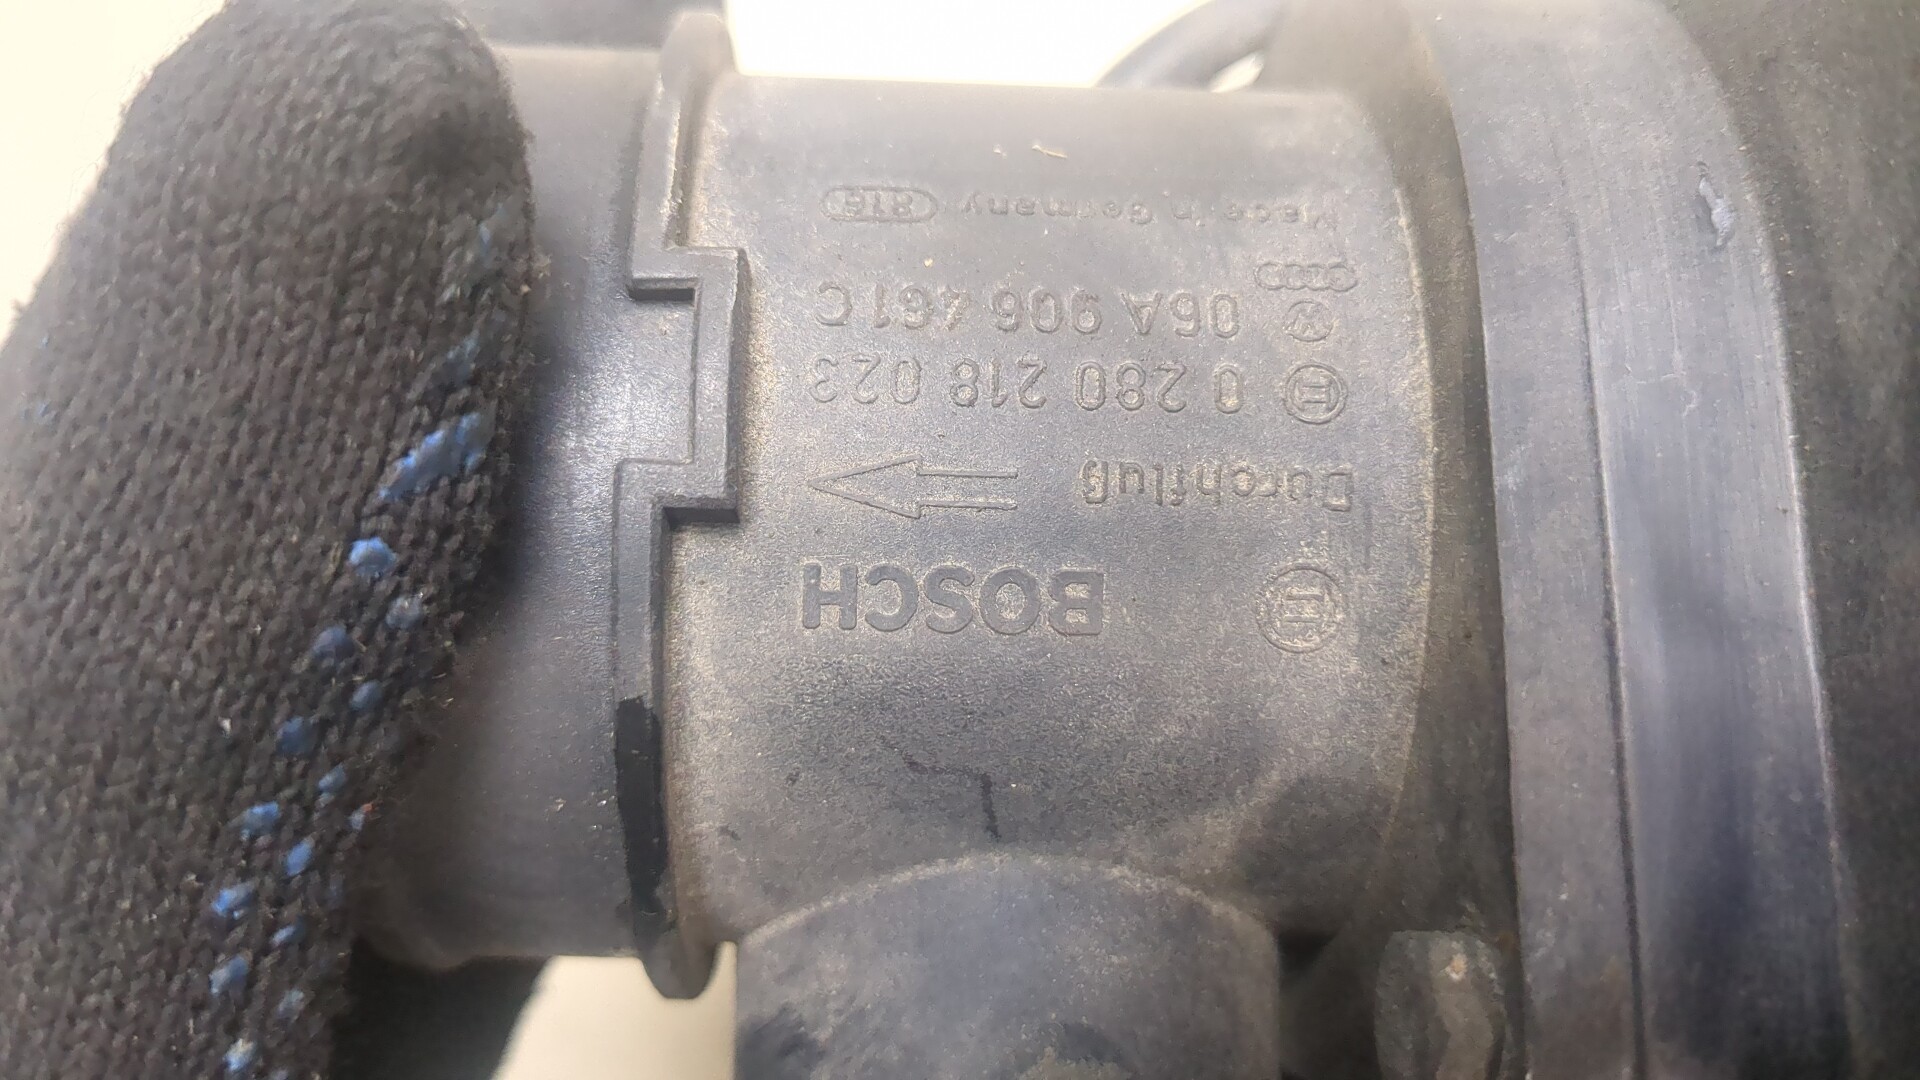 BOSCH
Durchfluß
0 280 218 023
06A 906 461 C
Made in Germany